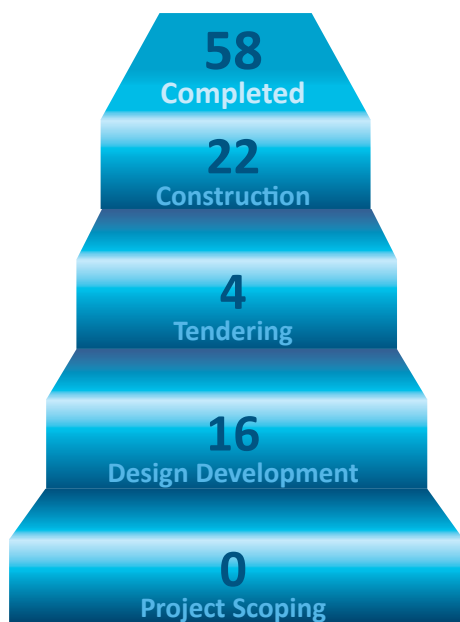 58
Completed
22
Construction
4
Tendering
16
Design Development
0
Project Scoping